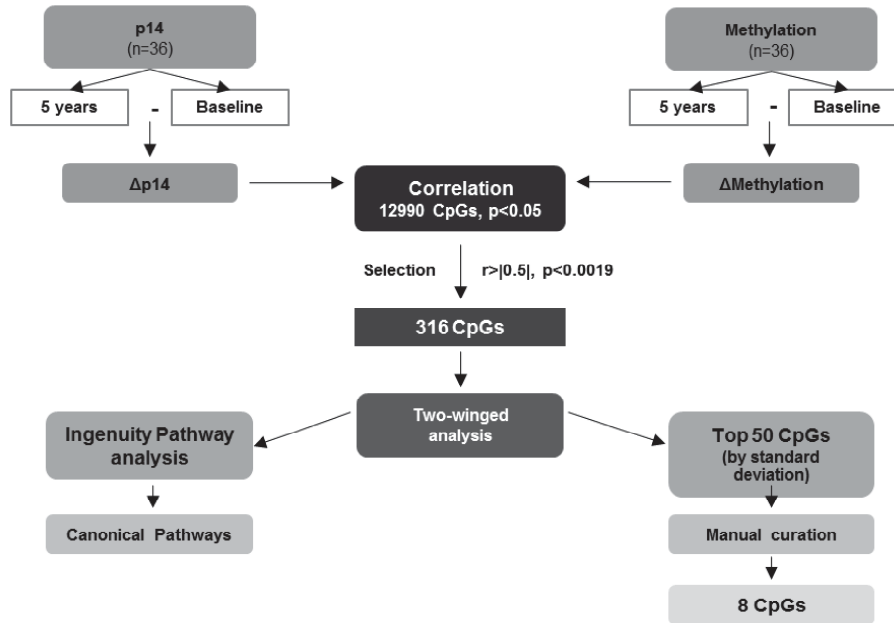 p14
(n=36)
Methylation
(n=36)
5 years - Baseline
5 years - Baseline
Δp14
ΔMethylation
Correlation
12990 CpGs, p<0.05
Selection r>|0.5|, p<0.0019
316 CpGs
Two-winged
analysis
Ingenuity Pathway
analysis
Canonical Pathways
Top 50 CpGs
(by standard
deviation)
Manual curation
8 CpGs